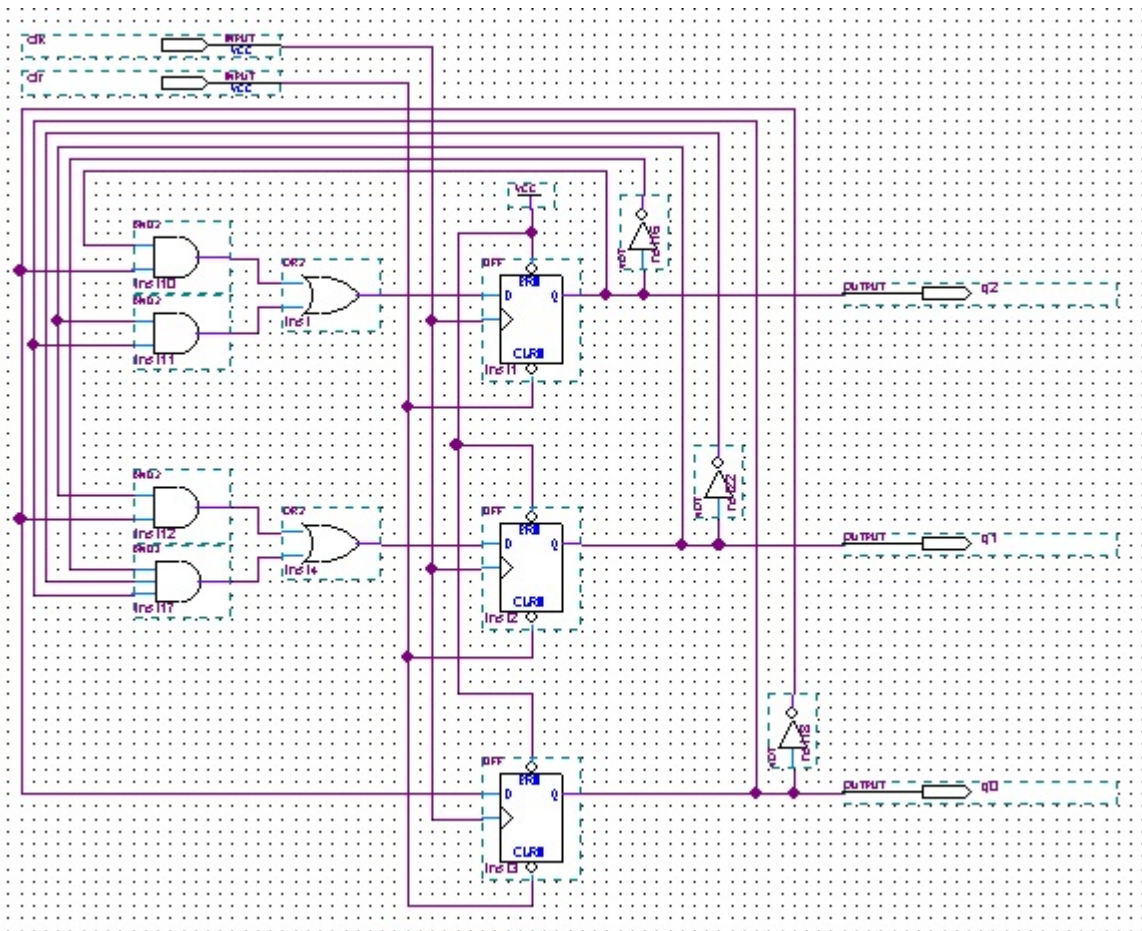 clk INPUT
VCC
clr INPUT
VCC
VCC
AND2
NOT
OR2
DFF
PRN
OUTPUT q2
inst10
AND2
D Q
inst
inst11
CLRN
inst1
AND2
NOT
OR2
DFF
PRN
OUTPUT q1
inst12
AND3
D Q
inst4
inst17
CLRN
inst2
NOT
DFF
PRN
OUTPUT q0
D Q
CLRN
inst3